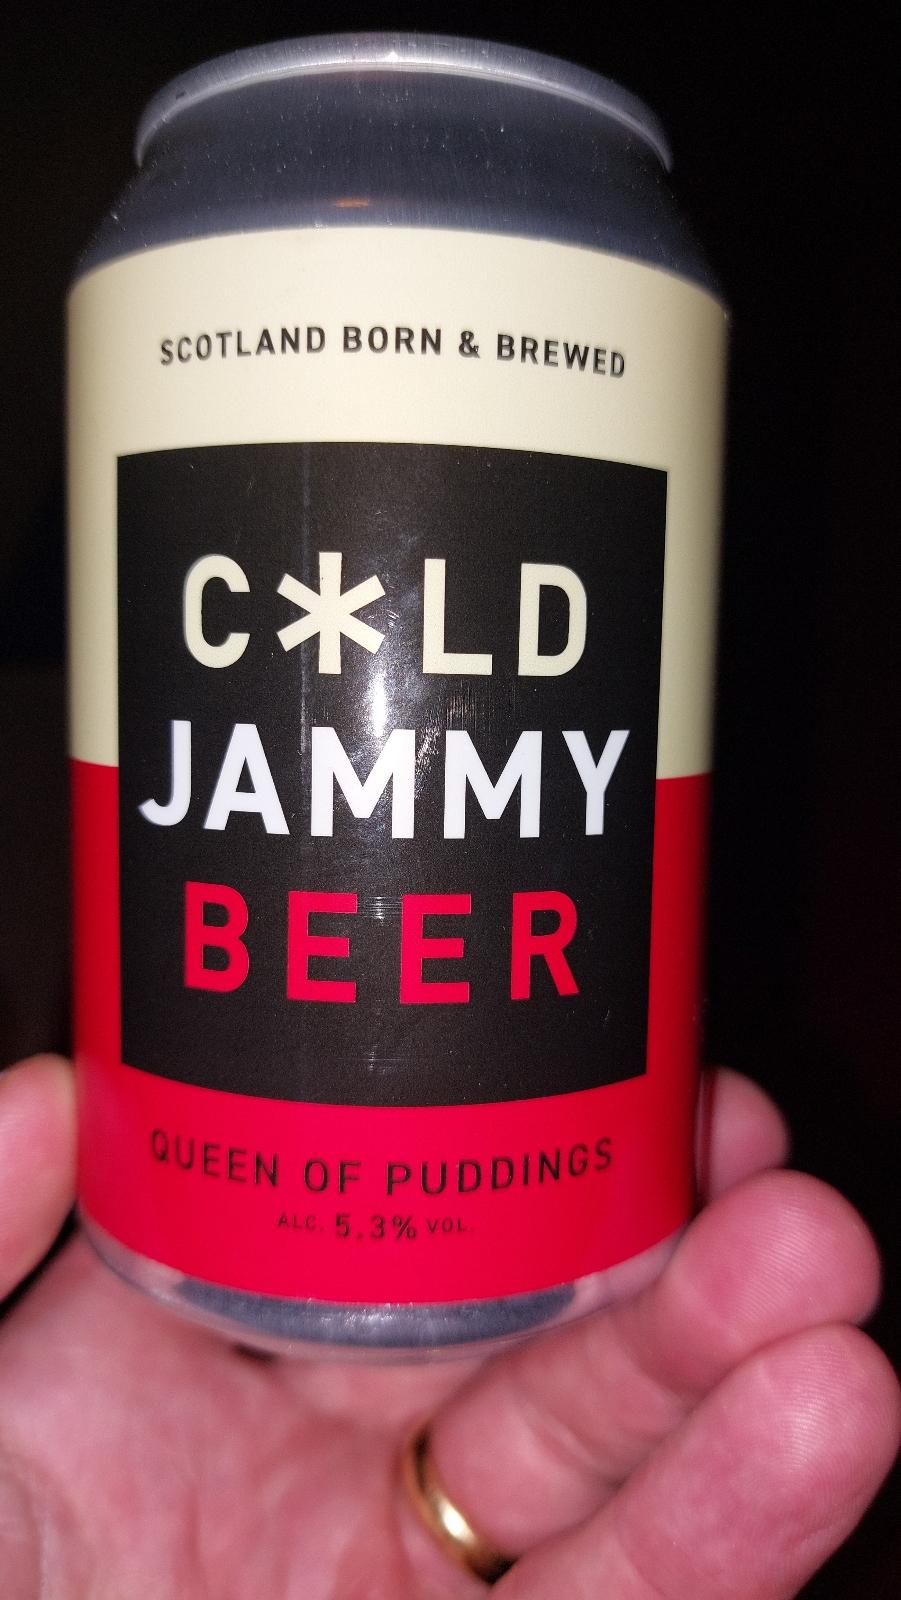 SCOTLAND BORN & BREWED
C*LD
JAMMY
BEER
QUEEN OF PUDDINGS
ALC. 5.3% VOL.